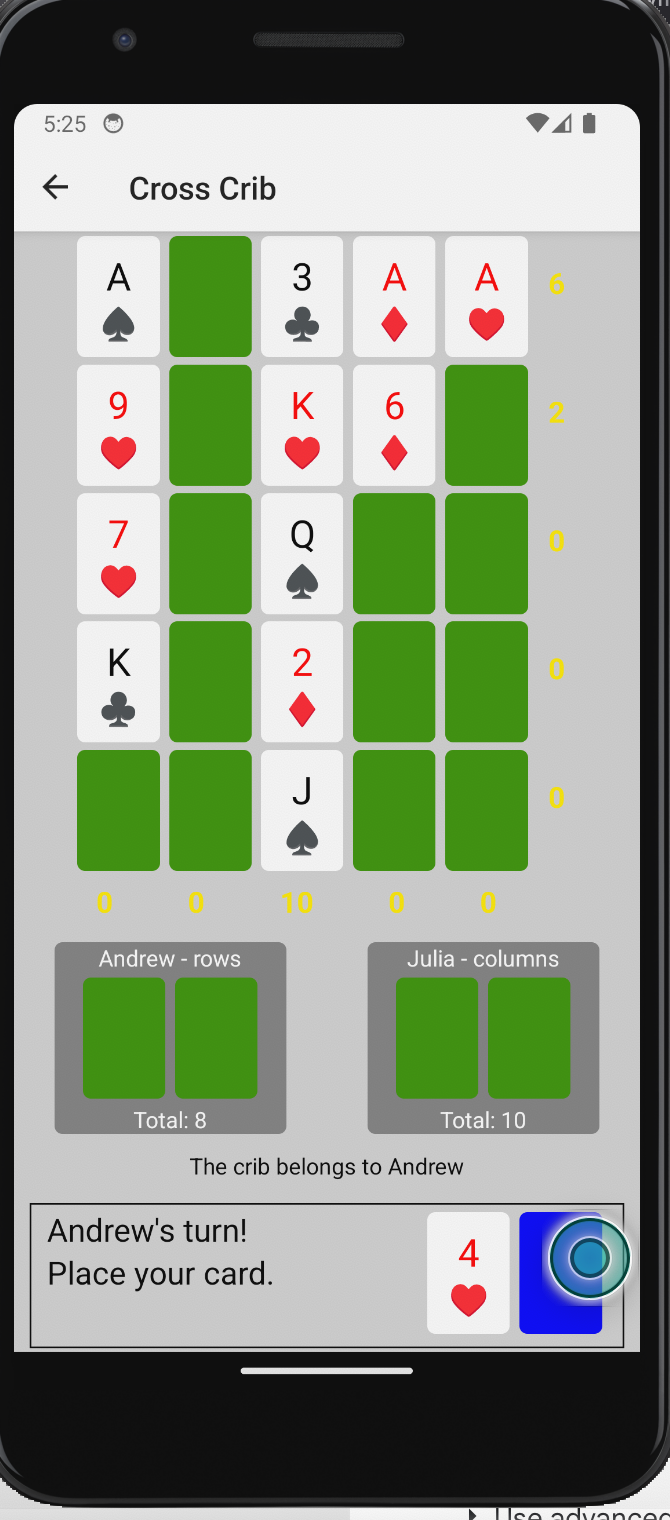 5:25
Cross Crib
A 3 A A 6
9 K 6 2
7 Q 0
K 2 0
J 0
0 0 10 0 0
Andrew - rows Julia - columns
Total: 8 Total: 10
The crib belongs to Andrew
Andrew's turn!
Place your card.
4
Use advanced